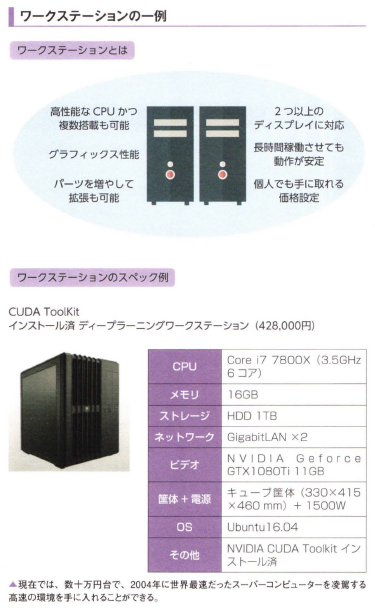 ワークステーションの一例
ワークステーションとは
高性能な CPU かつ
複数搭載も可能
グラフィックス性能
パーツを増やして
拡張も可能
2 つ以上の
ディスプレイに対応
長時間稼働させても
動作が安定
個人でも手に取れる
価格設定
ワークステーションのスペック例
CUDA ToolKit
インストール済 ディープラーニングワークステーション（428,000円）
CPU
Core i7 7800X（3.5GHz
6 コア）
メモリ
16GB
ストレージ
HDD 1TB
ネットワーク
GigabitLAN ×2
ビデオ
NVIDIA Geforce
GTX1080Ti 11GB
筐体 + 電源
キューブ筐体（330×415
×460 mm）+ 1500W
OS
Ubuntu16.04
その他
NVIDIA CUDA Toolkit イン
ストール済
▲現在では、数十万円台で、2004年に世界最速だったスーパーコンピューターを凌駕する
高速の環境を手に入れることができる。